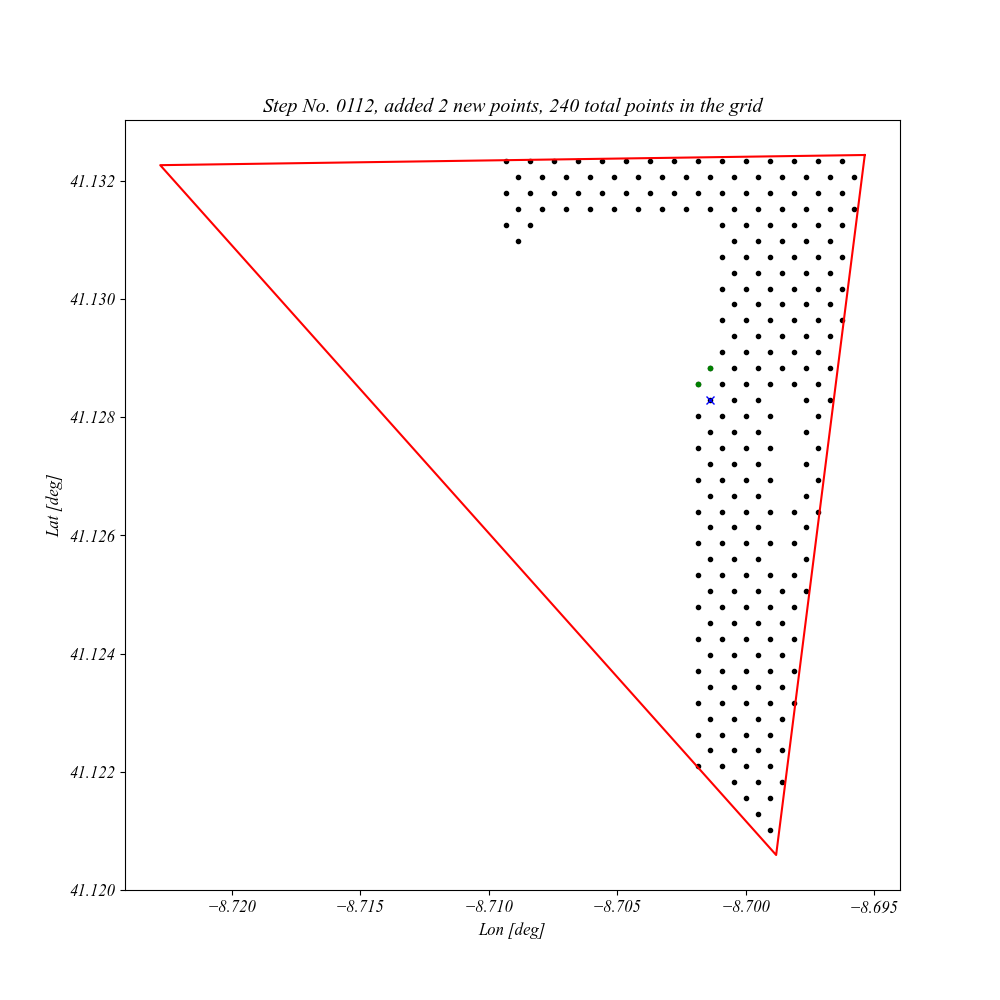 Step No. 0112, added 2 new points, 240 total points in the grid
41.132
41.130
41.128
41.126
41.124
41.122
41.120
Lat [deg]
−8.720 −8.715 −8.710 −8.705 −8.700 −8.695
Lon [deg]